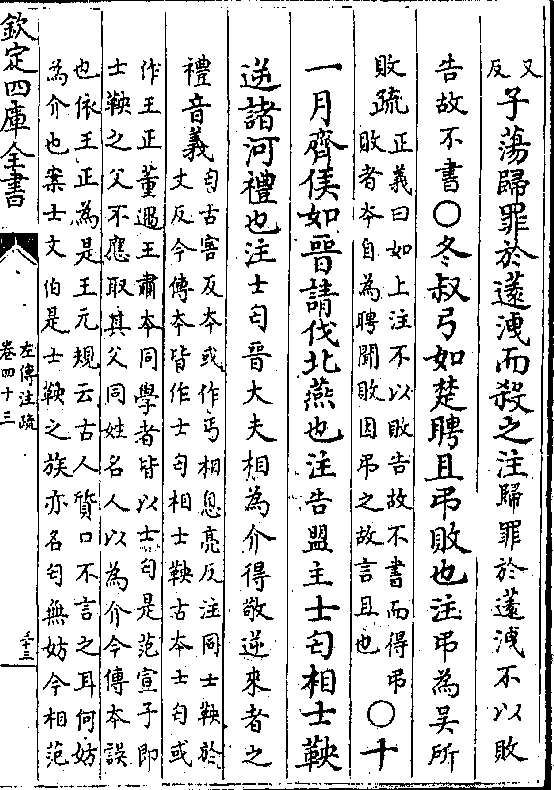 又
反
子蕩歸罪於薳洩而殺之注歸罪於薳洩不以敗
告故不書○冬叔弓如楚聘且弔敗也注弔為吳所
敗疏
正義曰如上注不以敗告故不書而得弔
敗者本自為聘聞敗因弔之故言且也
○十
一月齊侯如晉請伐北燕也注告盟主士匄相士鞅
逆諸河禮也注士匄晉大夫相為介得敬逆來者之
禮音義
匄古害反本或作丐相息亮反注同士鞅於
丈反今傳本皆作士匄相士鞅古本士匄或
作王正董遇王肅本同學者皆以士匄是范宣子即
士鞅之父不應取其父同姓名人以為介今傳本誤
也依王正為是王元規云古人質口不言之耳何妨
為介也案士文伯是士鞅之族亦名匄無妨今相范
欽定四庫全書
左傳注疏
卷四十三